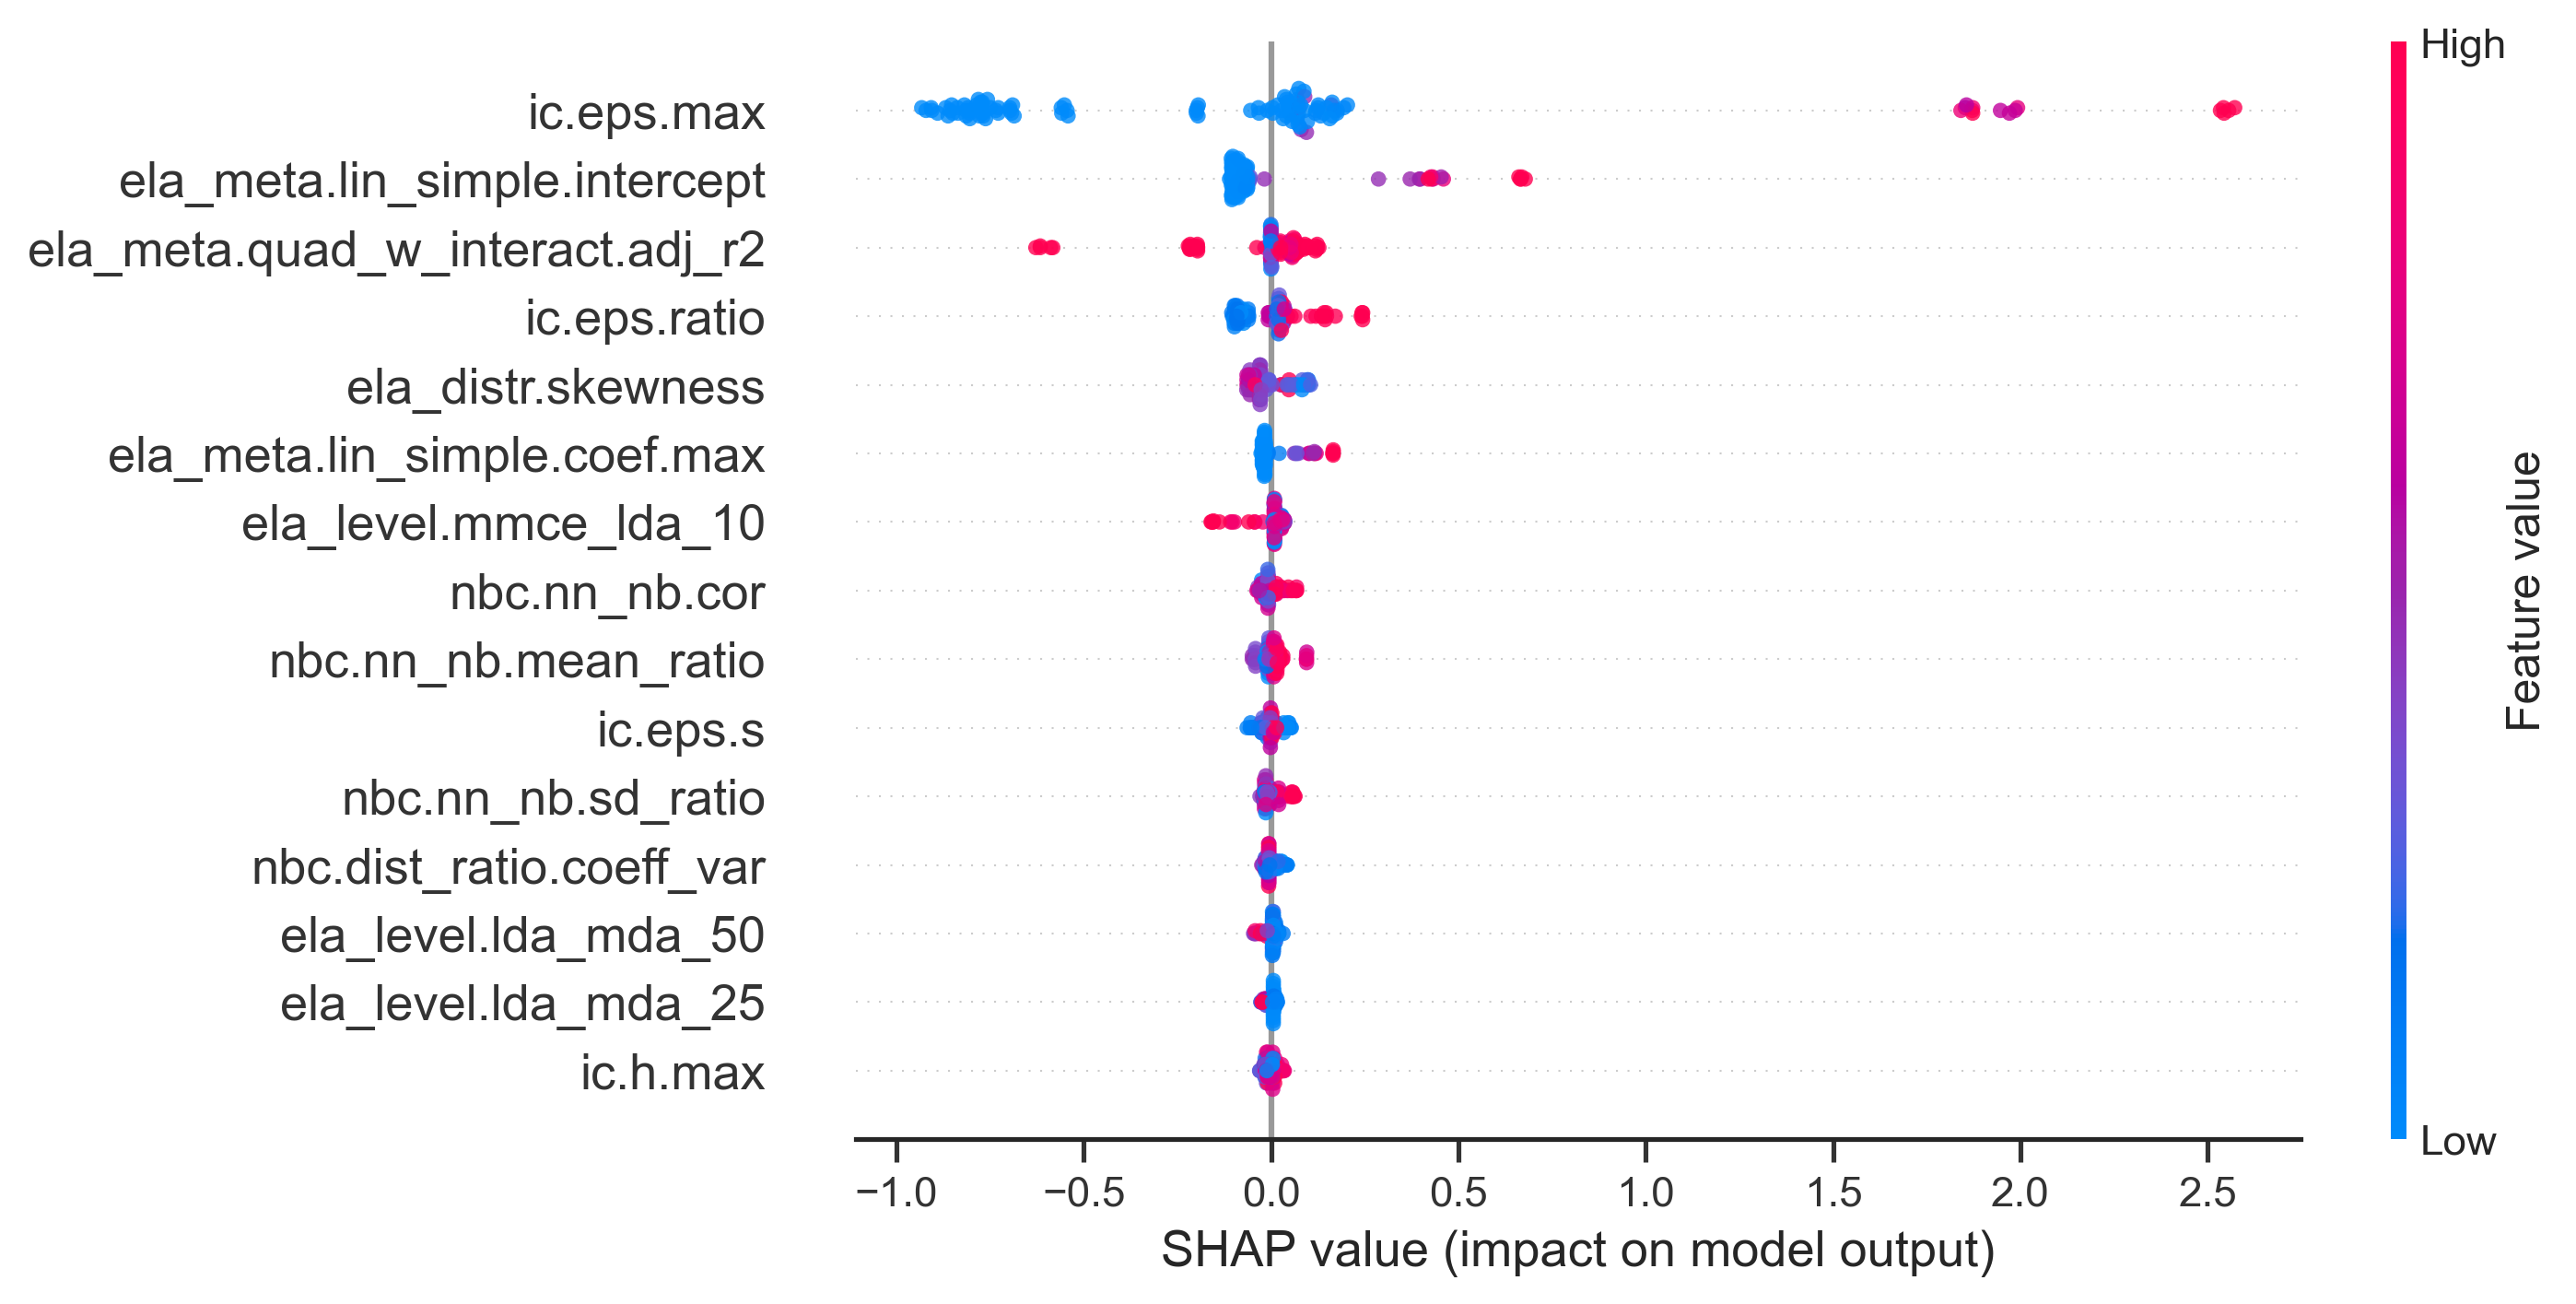 ic.eps.max
ela_meta.lin_simple.intercept
ela_meta.quad_w_interact.adj_r2
ic.eps.ratio
ela_distr.skewness
ela_meta.lin_simple.coef.max
ela_level.mmce_lda_10
nbc.nn_nb.cor
nbc.nn_nb.mean_ratio
ic.eps.s
nbc.nn_nb.sd_ratio
nbc.dist_ratio.coeff_var
ela_level.lda_mda_50
ela_level.lda_mda_25
ic.h.max
−1.0 −0.5 0.0 0.5 1.0 1.5 2.0 2.5
SHAP value (impact on model output)
High
Feature value
Low